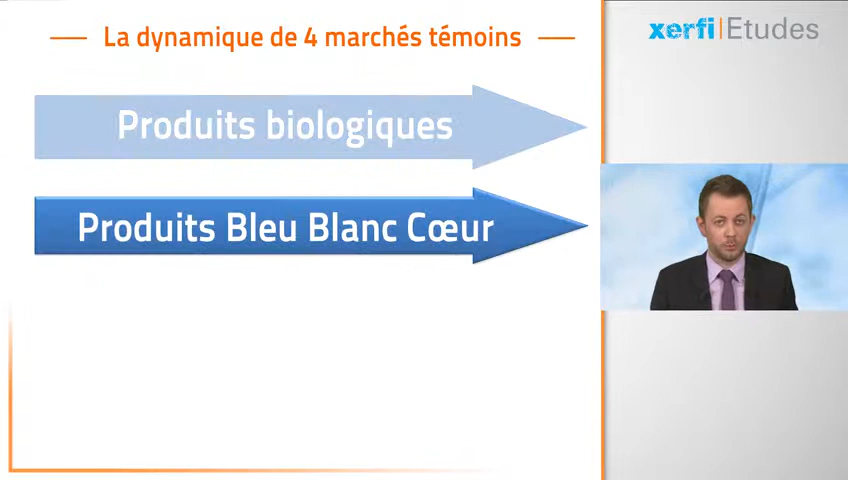 La dynamique de 4 marchés témoins
xerfi Etudes
Produits biologiques
Produits Bleu Blanc Cœur